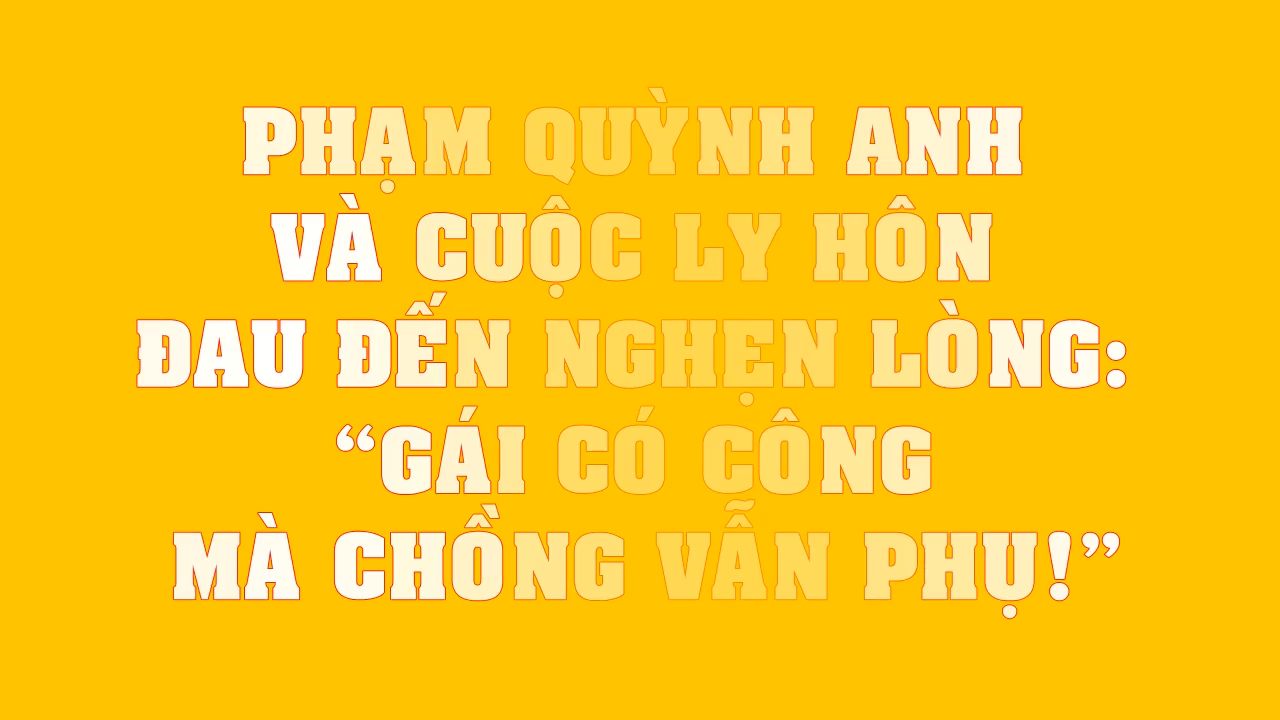 PHẠM QUỲNH ANH
VÀ CUỘC LY HÔN
ĐAU ĐẾN NGHẸN LÒNG:
“GÁI CÓ CÔNG
MÀ CHỒNG VẪN PHỤ!”